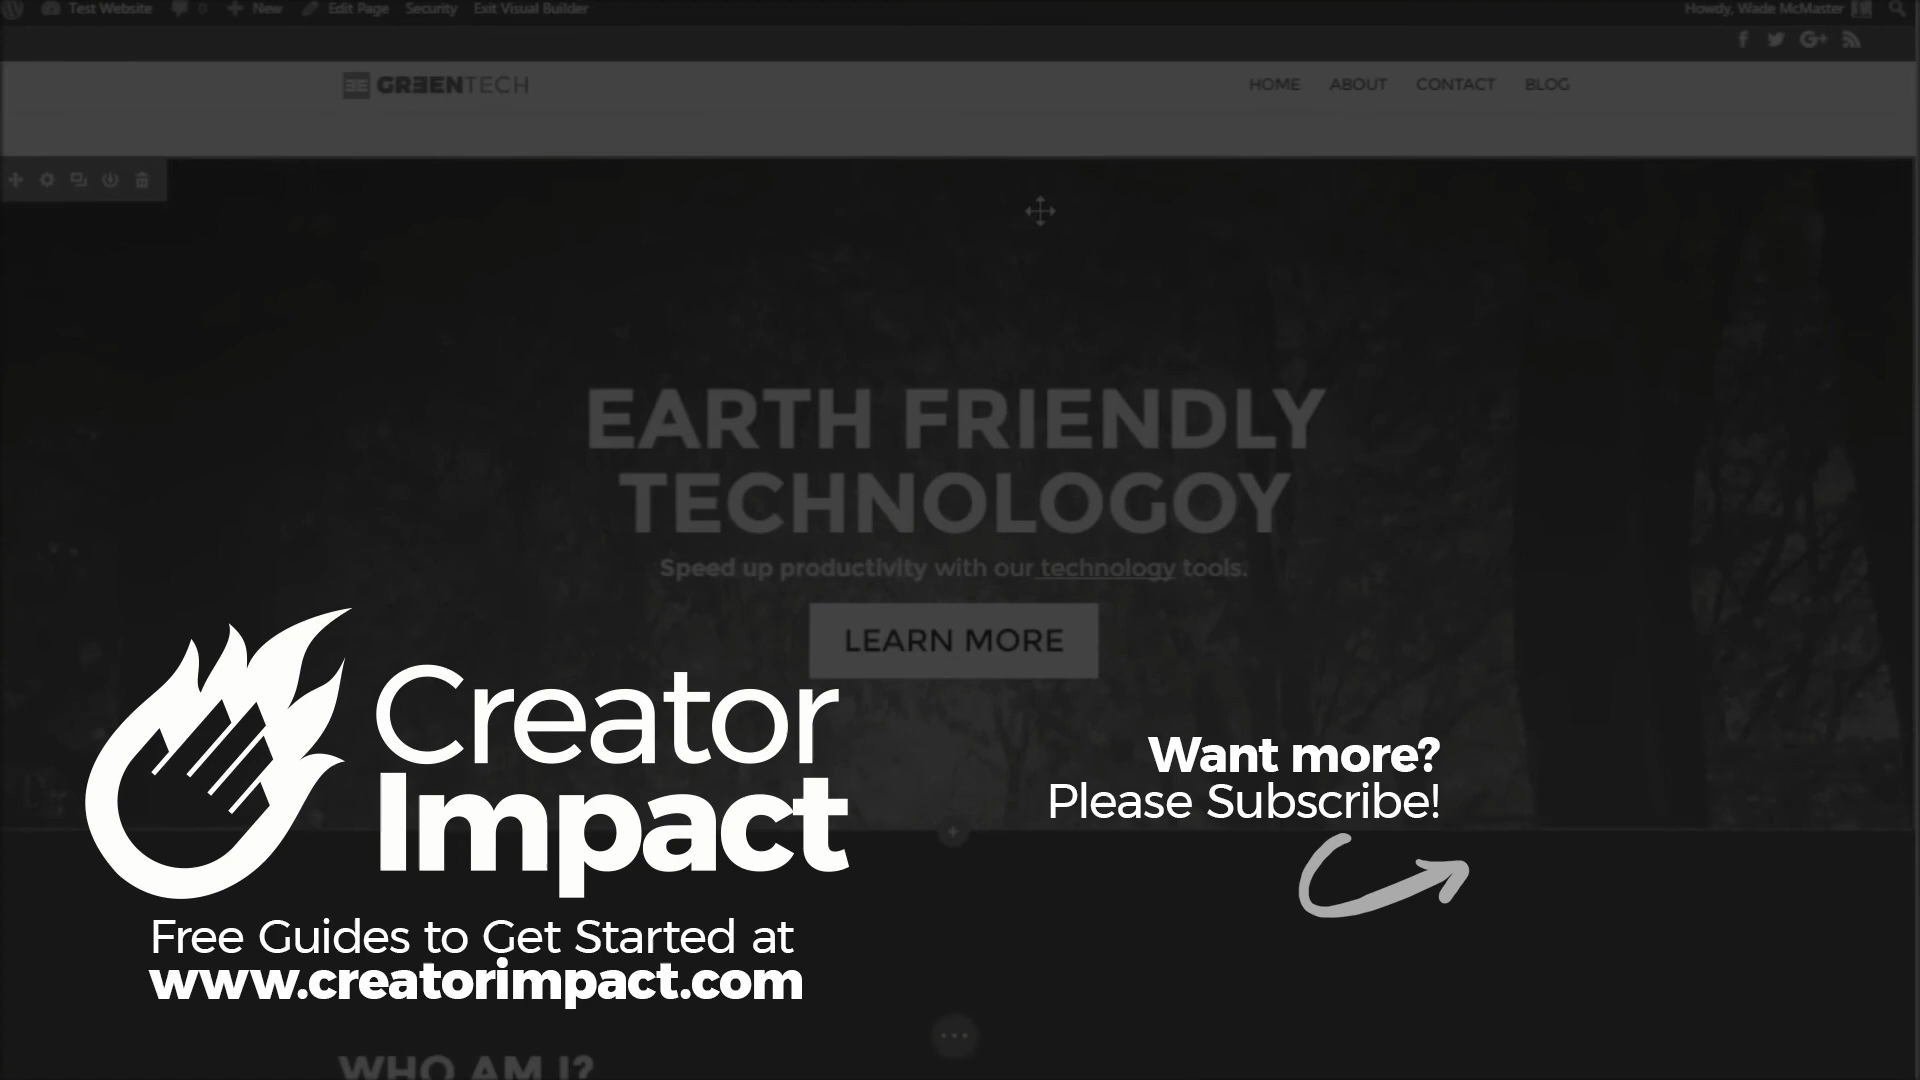 Test Website 0 New Edit Page Security Exit Visual Builder Howdy, Wade McMaster
GREENTECH HOME ABOUT CONTACT BLOG
EARTH FRIENDLY
TECHNOLOGOY
Speed up productivity with our technology tools.
LEARN MORE
Creator
Impact
Want more?
Please Subscribe!
Free Guides to Get Started at
www.creatorimpact.com
WHO AM I?